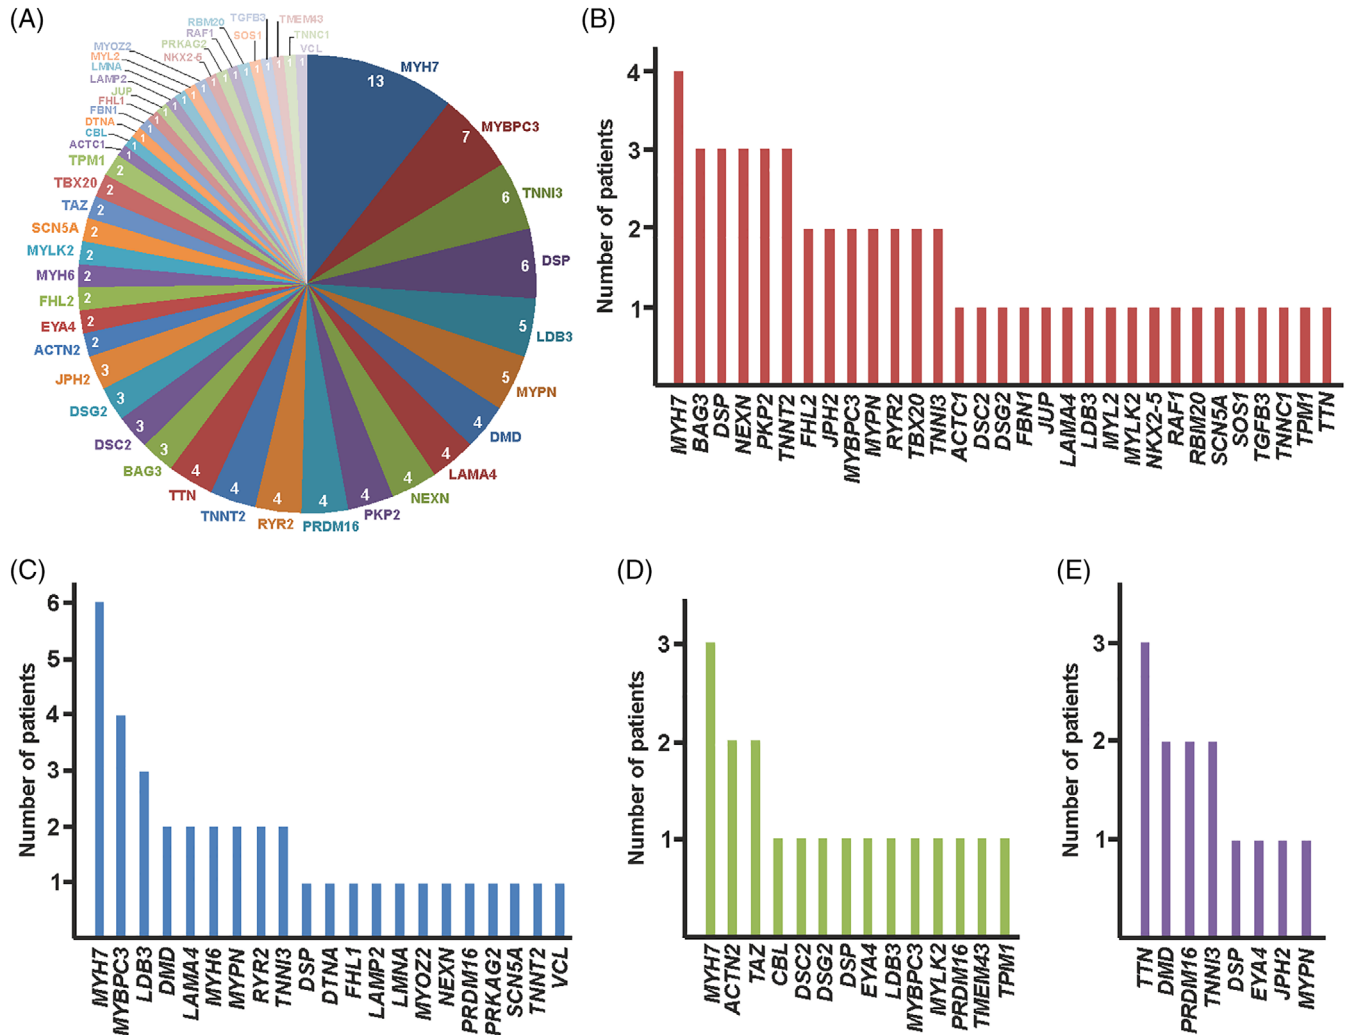 (A)
MYH7
13
MYBPC3
7
TNNI3
6
DSP
6
LDB3
5
MYPN
5
DMD
4
LAMA4
4
NEXN
4
PKP2
4
PRDM16
4
RYR2
4
TNNT2
4
TTN
4
BAG3
3
DSC2
3
DSG2
3
JPH2
3
ACTN2
2
EYA4
2
FHL2
2
MYH6
2
MYLK2
2
SCN5A
2
TAZ
2
TBX20
2
TPM1
2
ACTC1
1
CBL
1
DTNA
1
FBN1
1
FHL1
1
JUP
1
LAMP2
1
LMNA
1
MYL2
1
MYOZ2
1
NKX2-5
1
PRKAG2
1
RAF1
1
RBM20
1
SOS1
1
TGFB3
1
TMEM43
1
TNNC1
1
VCL
1
(B)
Number of patients
4
3
2
1
MYH7
BAG3
DSP
NEXN
PKP2
TNNT2
FHL2
JPH2
MYBPC3
MYPN
RYR2
TBX20
TNNI3
ACTC1
DSC2
DSG2
FBN1
JUP
LAMA4
LDB3
MYL2
MYLK2
NKX2-5
RAF1
RBM20
SCN5A
SOS1
TGFB3
TNNC1
TPM1
TTN
(C)
Number of patients
6
5
4
3
2
1
MYH7
MYBPC3
LDB3
DMD
LAMA4
MYH6
MYPN
RYR2
TNNI3
DSP
DTNA
FHL1
LAMP2
LMNA
MYOZ2
NEXN
PRDM16
PRKAG2
SCN5A
TNNT2
VCL
(D)
Number of patients
3
2
1
MYH7
ACTN2
TAZ
CBL
DSC2
DSG2
DSP
EYA4
LDB3
MYBPC3
MYLK2
PRDM16
TMEM43
TPM1
(E)
Number of patients
3
2
1
TTN
DMD
PRDM16
TNNI3
DSP
EYA4
JPH2
MYPN